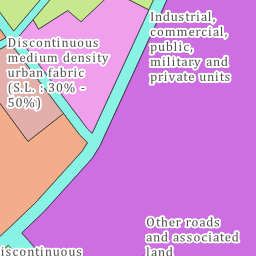 Industrial,
commercial,
public,
military and
private units
Discontinuous
medium density
urban fabric
(S.L. : 30% -
50%)
Other roads
and associated
land
iscontinuous